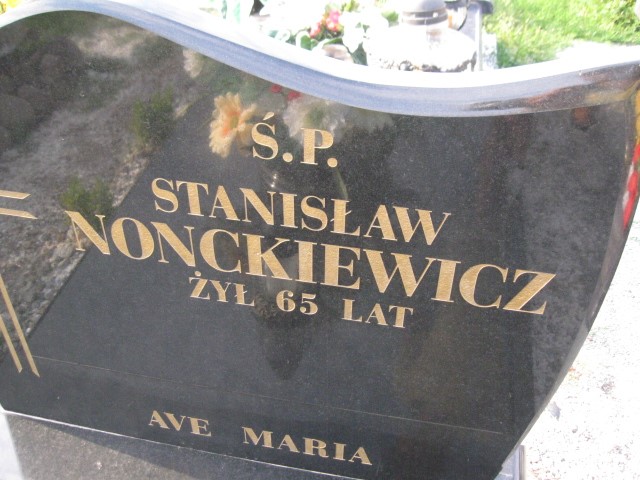 Ś.P.
STANISŁAW
NONCKIEWICZ
ŻYŁ 65 LAT
AVE MARIA